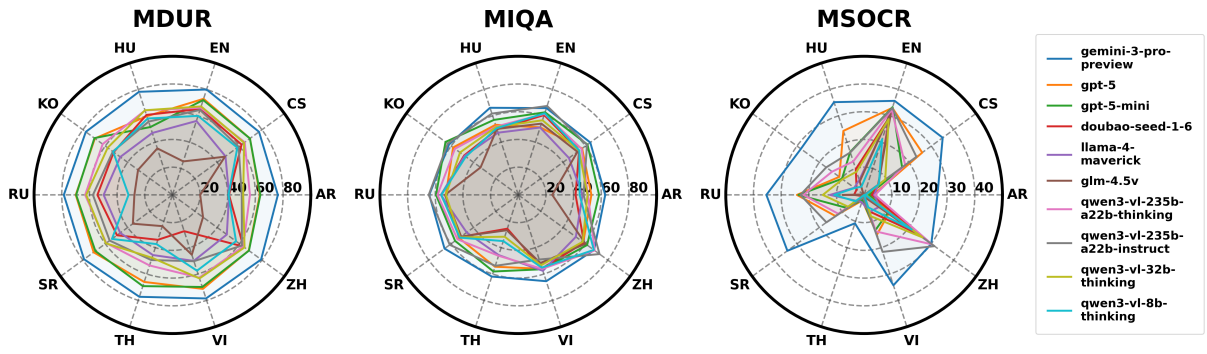 MDUR
MIQA
MSOCR
HU
EN
KO
CS
RU
20
40
60
80
AR
SR
ZH
TH
VI
HU
EN
KO
CS
RU
20
40
60
80
AR
SR
ZH
TH
VI
HU
EN
KO
CS
RU
10
20
30
40
AR
SR
ZH
TH
VI
gemini-3-pro-
preview
gpt-5
gpt-5-mini
doubao-seed-1-6
llama-4-
maverick
glm-4.5v
qwen3-vl-235b-
a22b-thinking
qwen3-vl-235b-
a22b-instruct
qwen3-vl-32b-
thinking
qwen3-vl-8b-
thinking